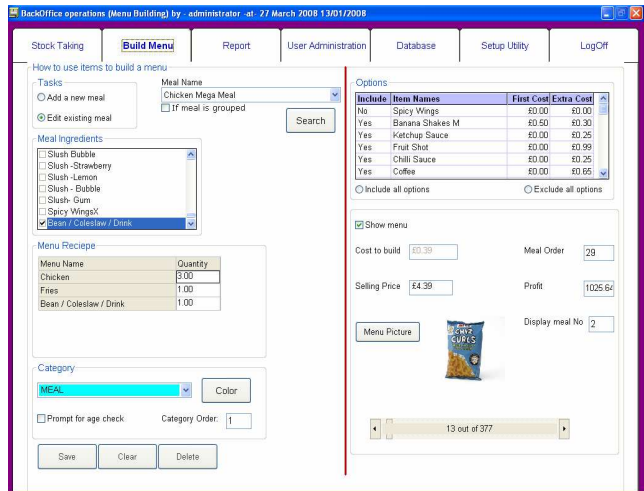 BackOffice operations (Menu Building) by - administrator -at- 27 March 2008 13/01/2008
Stock Taking Build Menu Report User Administration Database Setup Utility LogOff
How to use items to build a menu
Tasks
Add a new meal
Edit existing meal
Meal Name
Chicken Mega Meal
If meal is grouped
Search
Meal Ingredients
Slush Bubble
Slush -Strawberry
Slush -Lemon
Slush - Bubble
Slush- Gum
Spicy WingsX
Bean / Coleslaw / Drink
Menu Reciepe
Menu Name Quantity
Chicken 3.00
Fries 1.00
Bean / Coleslaw / Drink 1.00
Category
MEAL
Color
Prompt for age check Category Order: 1
Save Clear Delete
Options
Include Item Names First Cost Extra Cost
No Spicy Wings £0.00 £0.00
Yes Banana Shakes M £0.50 £0.30
Yes Ketchup Sauce £0.00 £0.25
Yes Fruit Shot £0.00 £0.99
Yes Chilli Sauce £0.00 £0.25
Yes Coffee £0.00 £0.65
Include all options Exclude all options
Show menu
Cost to build £0.39 Meal Order 29
Selling Price £4.39 Profit 1025.64
Menu Picture
CHYZ
CURLS
Display meal No 2
13 out of 377